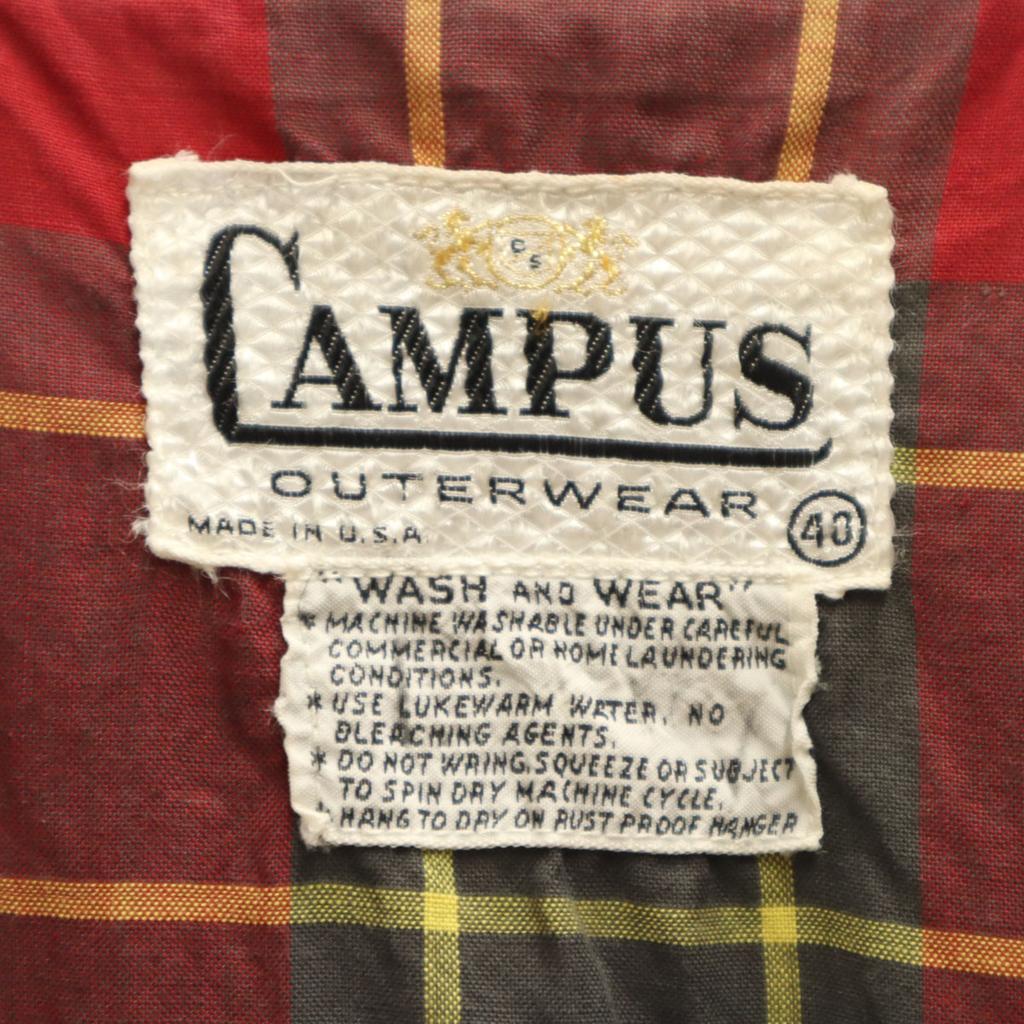 C S
CAMPUS
OUTERWEAR
MADE IN U.S.A.
40
"WASH AND WEAR"
* MACHINE WASHABLE UNDER CAREFUL
COMMERCIAL OR HOME LAUNDERING
CONDITIONS.
* USE LUKEWARM WATER. NO
BLEACHING AGENTS.
* DO NOT WRING, SQUEEZE OR SUBJECT
TO SPIN DRY MACHINE CYCLE.
* HANG TO DRY ON RUST PROOF HANGER